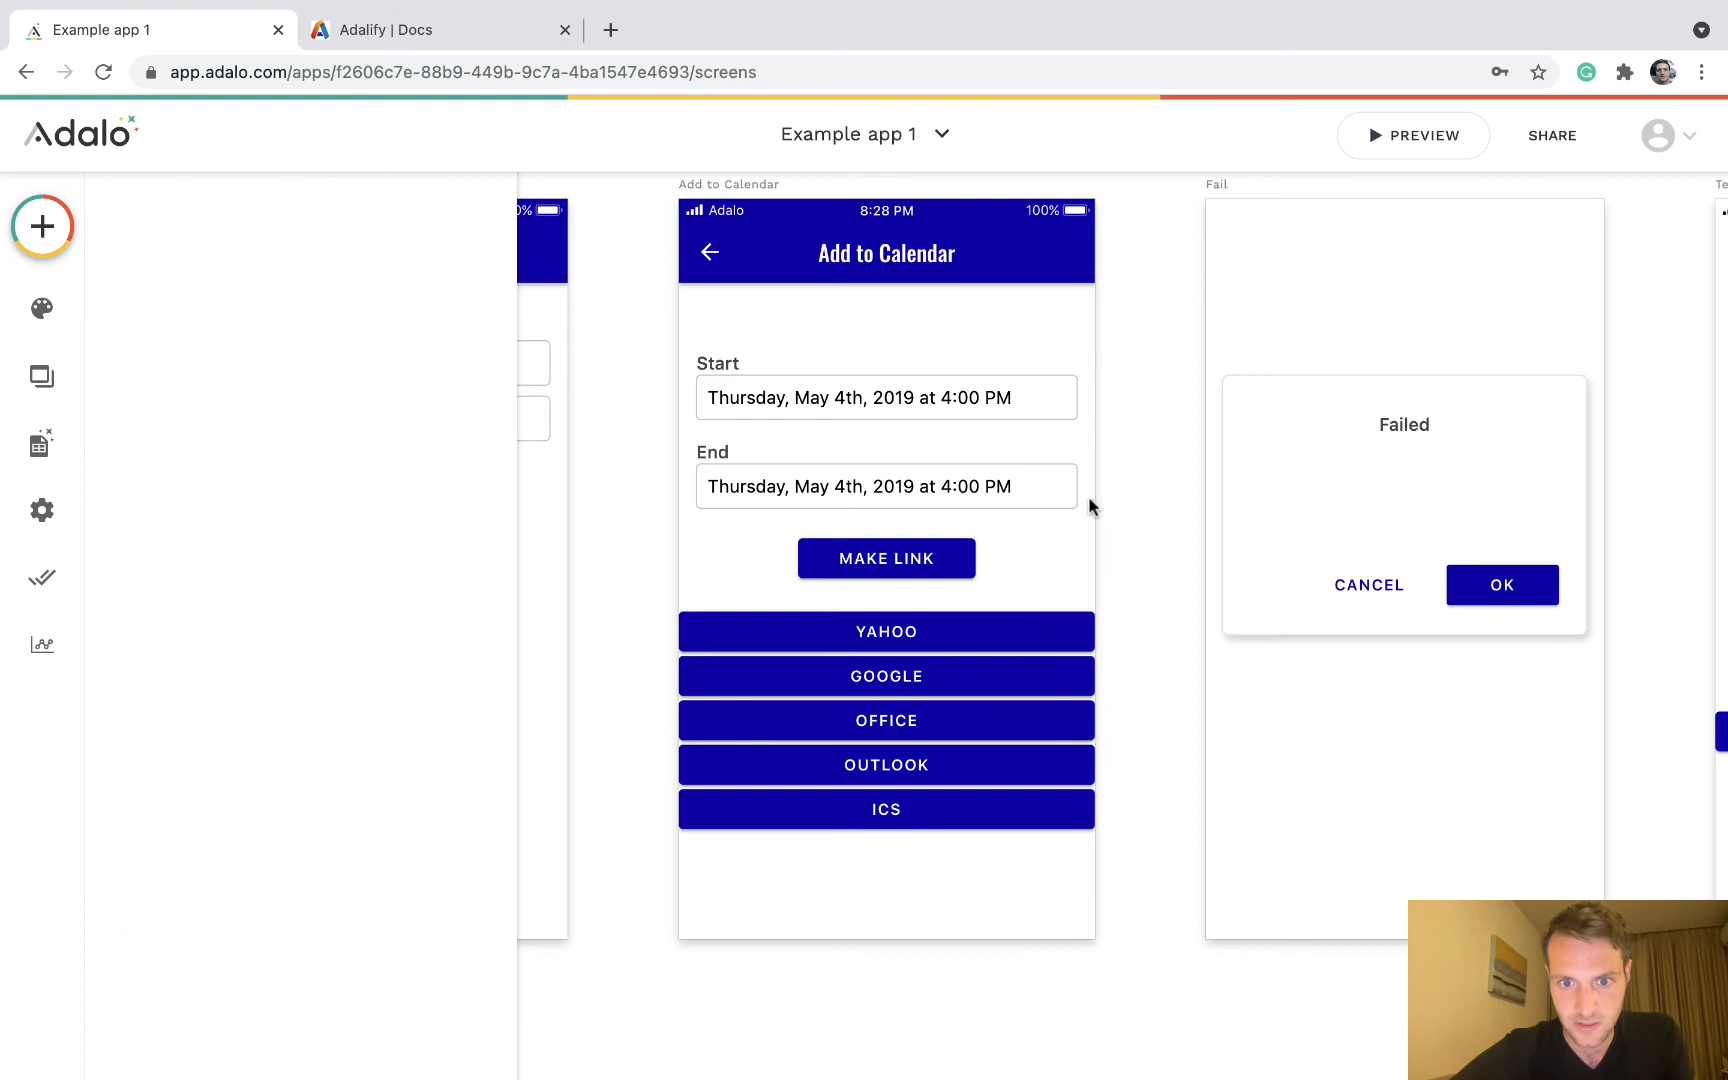 Example app 1
Adalify | Docs
app.adalo.com/apps/f2606c7e-88b9-449b-9c7a-4ba1547e4693/screens
Adalo
Example app 1
PREVIEW
SHARE
0%
Add to Calendar
Adalo 8:28 PM 100%
Add to Calendar
Start
Thursday, May 4th, 2019 at 4:00 PM
End
Thursday, May 4th, 2019 at 4:00 PM
MAKE LINK
YAHOO
GOOGLE
OFFICE
OUTLOOK
ICS
Fail
Failed
CANCEL OK